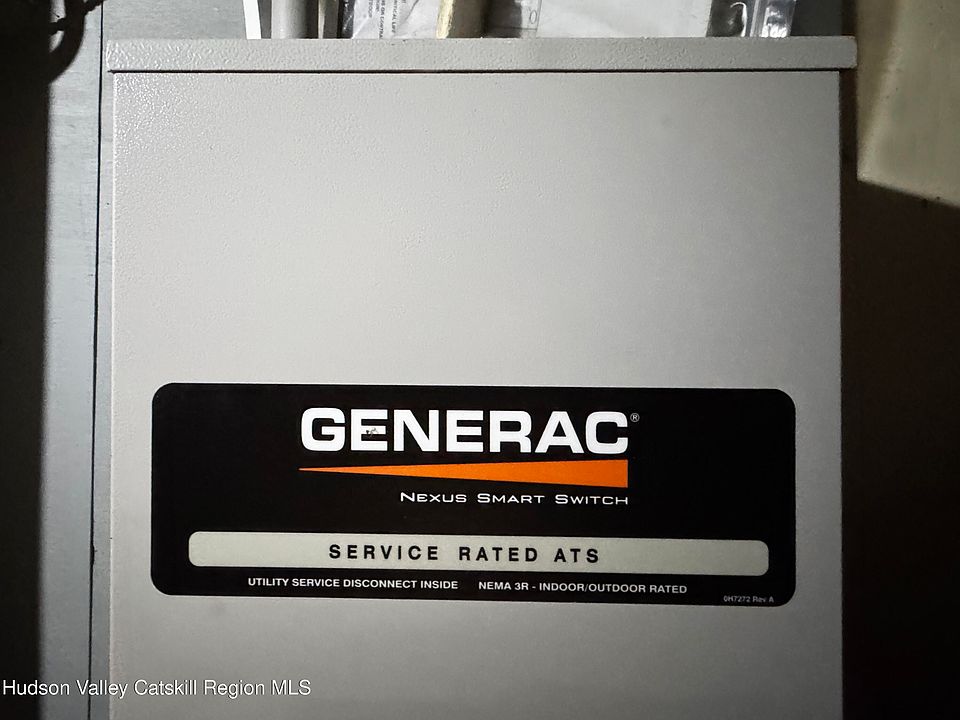 GENERAC®
NEXUS SMART SWITCH
SERVICE RATED ATS
UTILITY SERVICE DISCONNECT INSIDE NEMA 3R - INDOOR/OUTDOOR RATED
0H7272 Rev A
Hudson Valley Catskill Region MLS